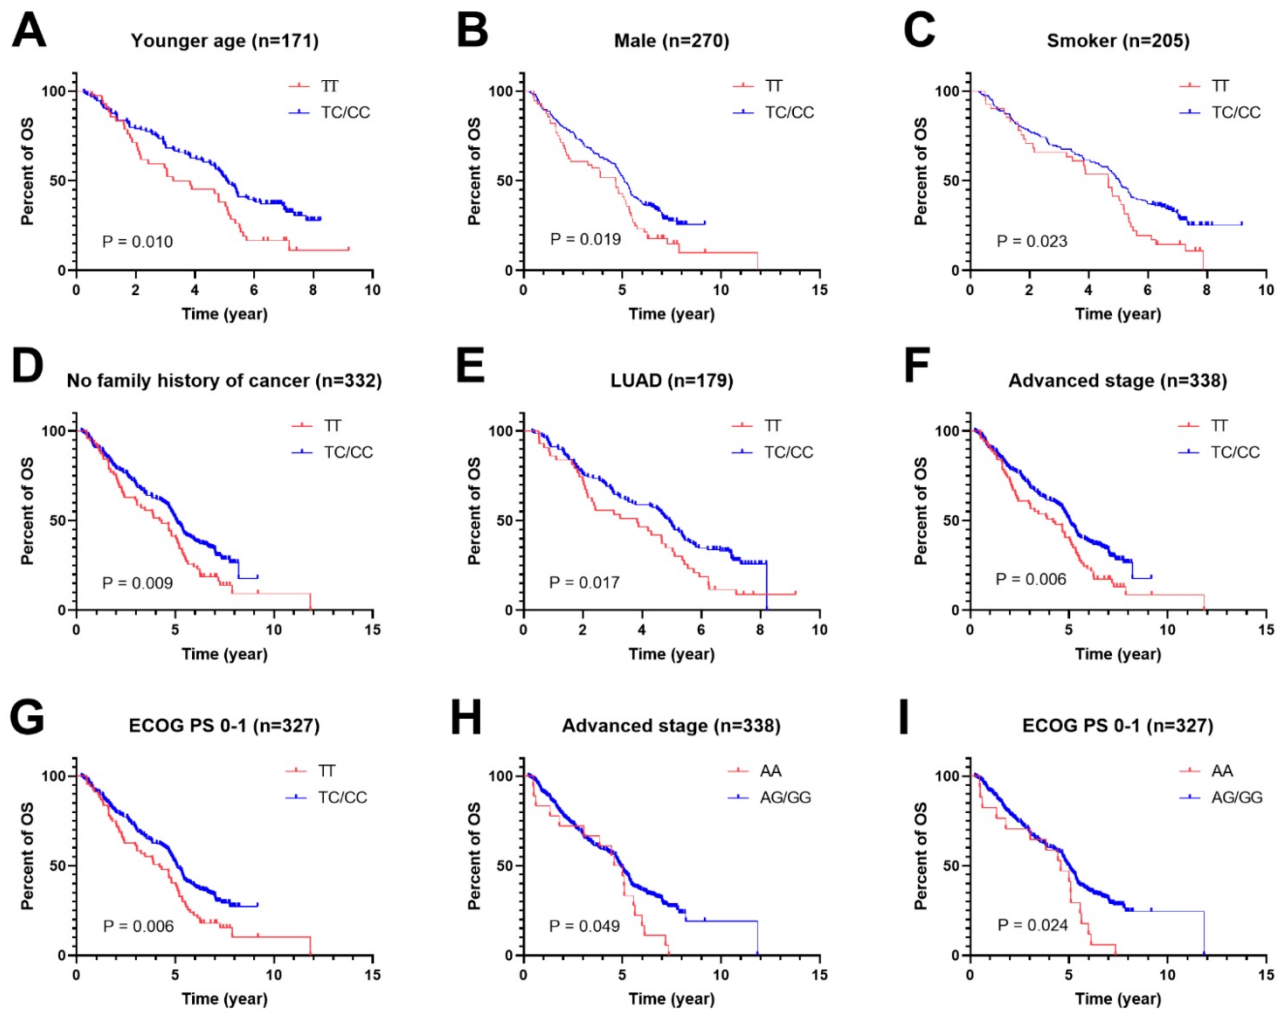 A
Younger age (n=171)
Percent of OS
100
50
0
TT
TC/CC
P = 0.010
0 2 4 6 8 10
Time (year)
B
Male (n=270)
Percent of OS
100
50
0
TT
TC/CC
P = 0.019
0 5 10 15
Time (year)
C
Smoker (n=205)
Percent of OS
100
50
0
TT
TC/CC
P = 0.023
0 2 4 6 8 10
Time (year)
D
No family history of cancer (n=332)
Percent of OS
100
50
0
TT
TC/CC
P = 0.009
0 5 10 15
Time (year)
E
LUAD (n=179)
Percent of OS
100
50
0
TT
TC/CC
P = 0.017
0 2 4 6 8 10
Time (year)
F
Advanced stage (n=338)
Percent of OS
100
50
0
TT
TC/CC
P = 0.006
0 5 10 15
Time (year)
G
ECOG PS 0-1 (n=327)
Percent of OS
100
50
0
TT
TC/CC
P = 0.006
0 5 10 15
Time (year)
H
Advanced stage (n=338)
Percent of OS
100
50
0
AA
AG/GG
P = 0.049
0 5 10 15
Time (year)
I
ECOG PS 0-1 (n=327)
Percent of OS
100
50
0
AA
AG/GG
P = 0.024
0 5 10 15
Time (year)